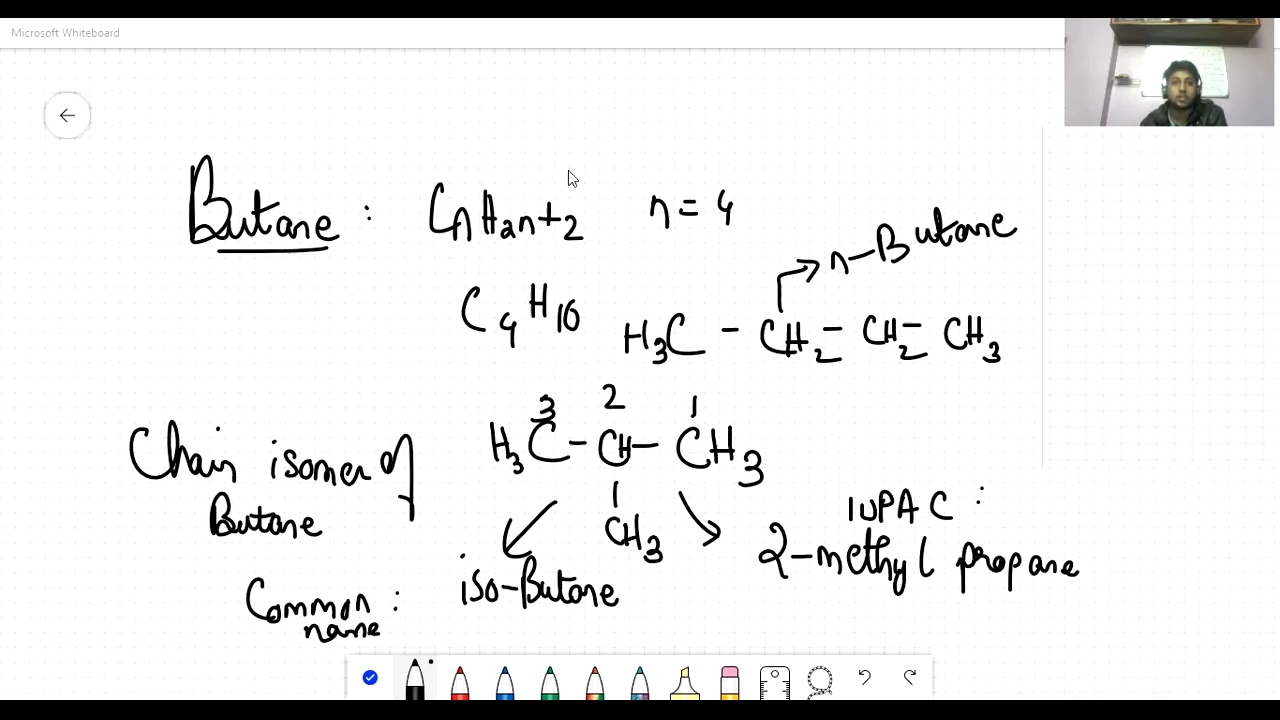 Microsoft Whiteboard
Butane : CnH2n+2 n = 4
n-Butane
C4H10 H3C - CH2 - CH2 - CH3
3 2 1
Chain isomer of H3C - CH - CH3
Butane CH3
IUPAC :
2-methyl propane
Common name : iso-Butane